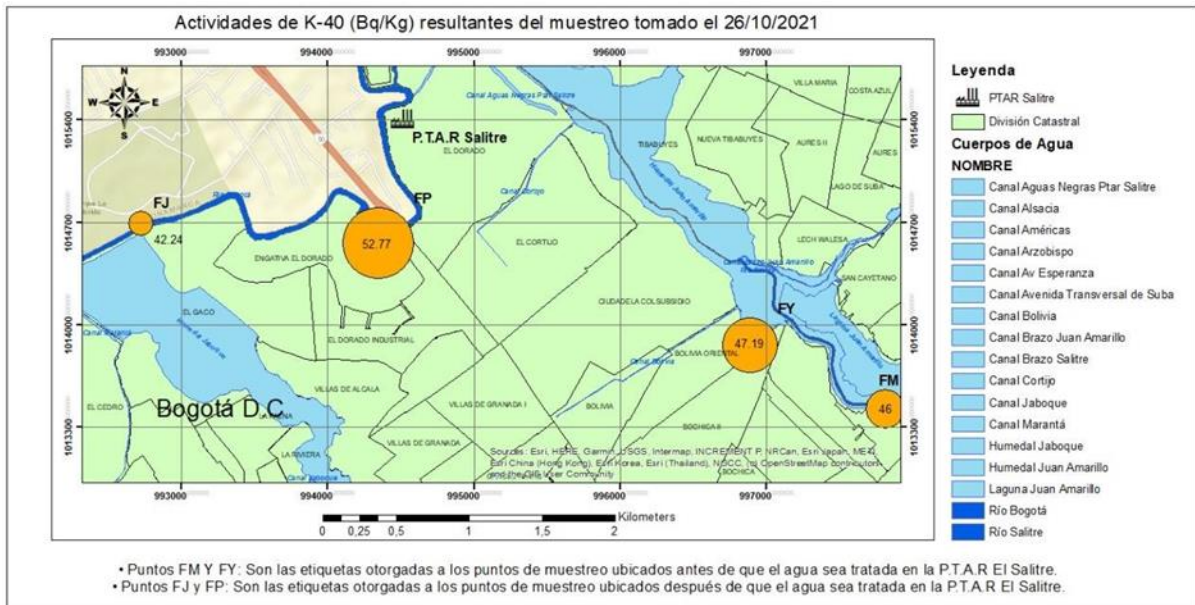 Actividades de K-40 (Bq/Kg) resultantes del muestreo tomado el 26/10/2021
993000 994000 995000 996000 997000
N
W E
S
1015400
1014700
1014000
1013300
1015400
1014700
1014000
1013300
Canal Aguas Negras Ptar Salitre
P.T.A.R Salitre
EL DORADO
VILLA MARIA
COSTA AZUL
NUEVA TIBABUYES
AURES II
TIBABUYES
AURES
LAGO DE SUBA
FJ
42.24
FP
52.77
EL CORTIJO
LECH WALESA
SAN CAYETANO
ENGATIVA EL DORADO
CIUDADELA COLSUBSIDIO
EL GACO
FY
47.19
EL DORADO INDUSTRIAL
BOLIVIA ORIENTAL
VILLAS DE ALCALA
FM
46
EL CEDRO
Bogotá D.C
VILLAS DE GRANADA I
BOLIVIA
BOCHICA II
VILLAS DE GRANADA
LA RIVIERA
BOCHICA
Sources: Esri, HERE, Garmin, USGS, Intermap, INCREMENT P, NRCan, Esri Japan, METI,
Esri China (Hong Kong), Esri Korea, Esri (Thailand), NGCC, (c) OpenStreetMap contributors,
and the GIS User Community
993000 994000 995000 996000 997000
Kilometers
0 0,25 0,5 1 1,5 2
Leyenda
PTAR Salitre
División Catastral
Cuerpos de Agua
NOMBRE
Canal Aguas Negras Ptar Salitre
Canal Alsacia
Canal Américas
Canal Arzobispo
Canal Av Esperanza
Canal Avenida Transversal de Suba
Canal Bolivia
Canal Brazo Juan Amarillo
Canal Brazo Salitre
Canal Cortijo
Canal Jaboque
Canal Marantá
Humedal Jaboque
Humedal Juan Amarillo
Laguna Juan Amarillo
Río Bogotá
Río Salitre
• Puntos FM Y FY: Son las etiquetas otorgadas a los puntos de muestreo ubicados antes de que el agua sea tratada en la P.T.A.R El Salitre.
• Puntos FJ y FP: Son las etiquetas otorgadas a los puntos de muestreo ubicados después de que el agua sea tratada en la P.T.A.R El Salitre.